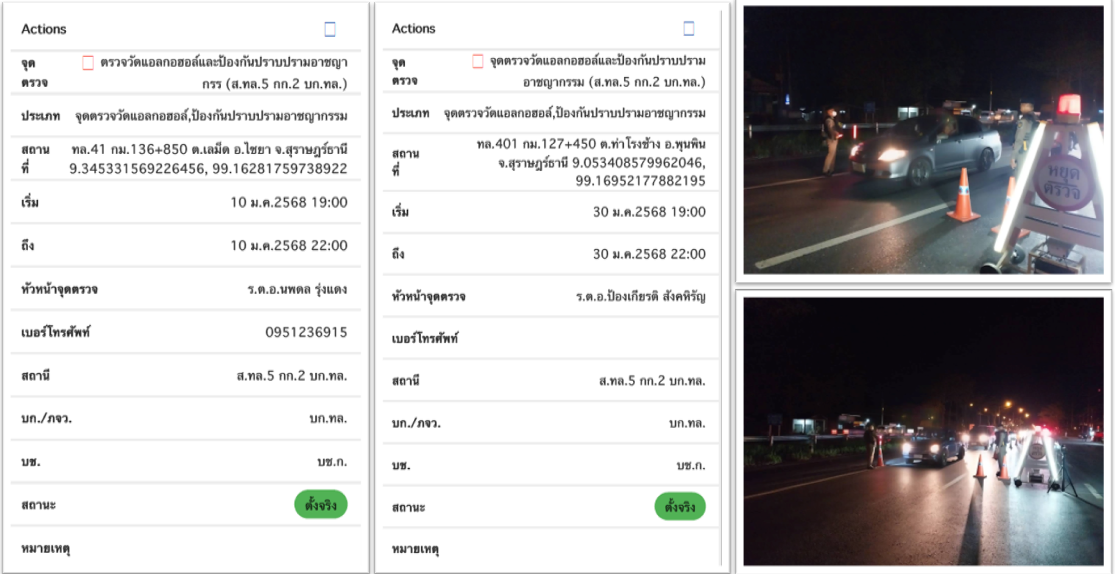 Actions
จุด ตรวจวัดแอลกอฮอล์และป้องกันปราบปรามอาชญา
ตรวจ กรร (ส.ทล.5 กก.2 บก.ทล.)
ประเภท จุดตรวจวัดแอลกอฮอล์,ป้องกันปราบปรามอาชญากรรม
สถาน ทล.41 กม.136+850 ต.เลม็ด อ.ไชยา จ.สุราษฎร์ธานี
ที่ 9.345331569226456, 99.16281759738922
เริ่ม 10 ม.ค.2568 19:00
ถึง 10 ม.ค.2568 22:00
หัวหน้าจุดตรวจ ร.ต.อ.นพดล รุ่งแดง
เบอร์โทรศัพท์ 0951236915
สถานี ส.ทล.5 กก.2 บก.ทล.
บก./ภจว. บก.ทล.
บช. บช.ก.
สถานะ ตั้งจริง
หมายเหตุ
Actions
จุด จุดตรวจวัดแอลกอฮอล์และป้องกันปราบปราม
ตรวจ อาชญากรรม (ส.ทล.5 กก.2 บก.ทล.)
ประเภท จุดตรวจวัดแอลกอฮอล์,ป้องกันปราบปรามอาชญากรรม
สถาน ทล.401 กม.127+450 ต.ท่าโรงช้าง อ.พุนพิน
ที่ จ.สุราษฎร์ธานี 9.053408579962046,
99.16952177882195
เริ่ม 30 ม.ค.2568 19:00
ถึง 30 ม.ค.2568 22:00
หัวหน้าจุดตรวจ ร.ต.อ.ป้องเกียรติ สังคหิรัญ
เบอร์โทรศัพท์
สถานี ส.ทล.5 กก.2 บก.ทล.
บก./ภจว. บก.ทล.
บช. บช.ก.
สถานะ ตั้งจริง
หมายเหตุ
หยุด
ตรวจ